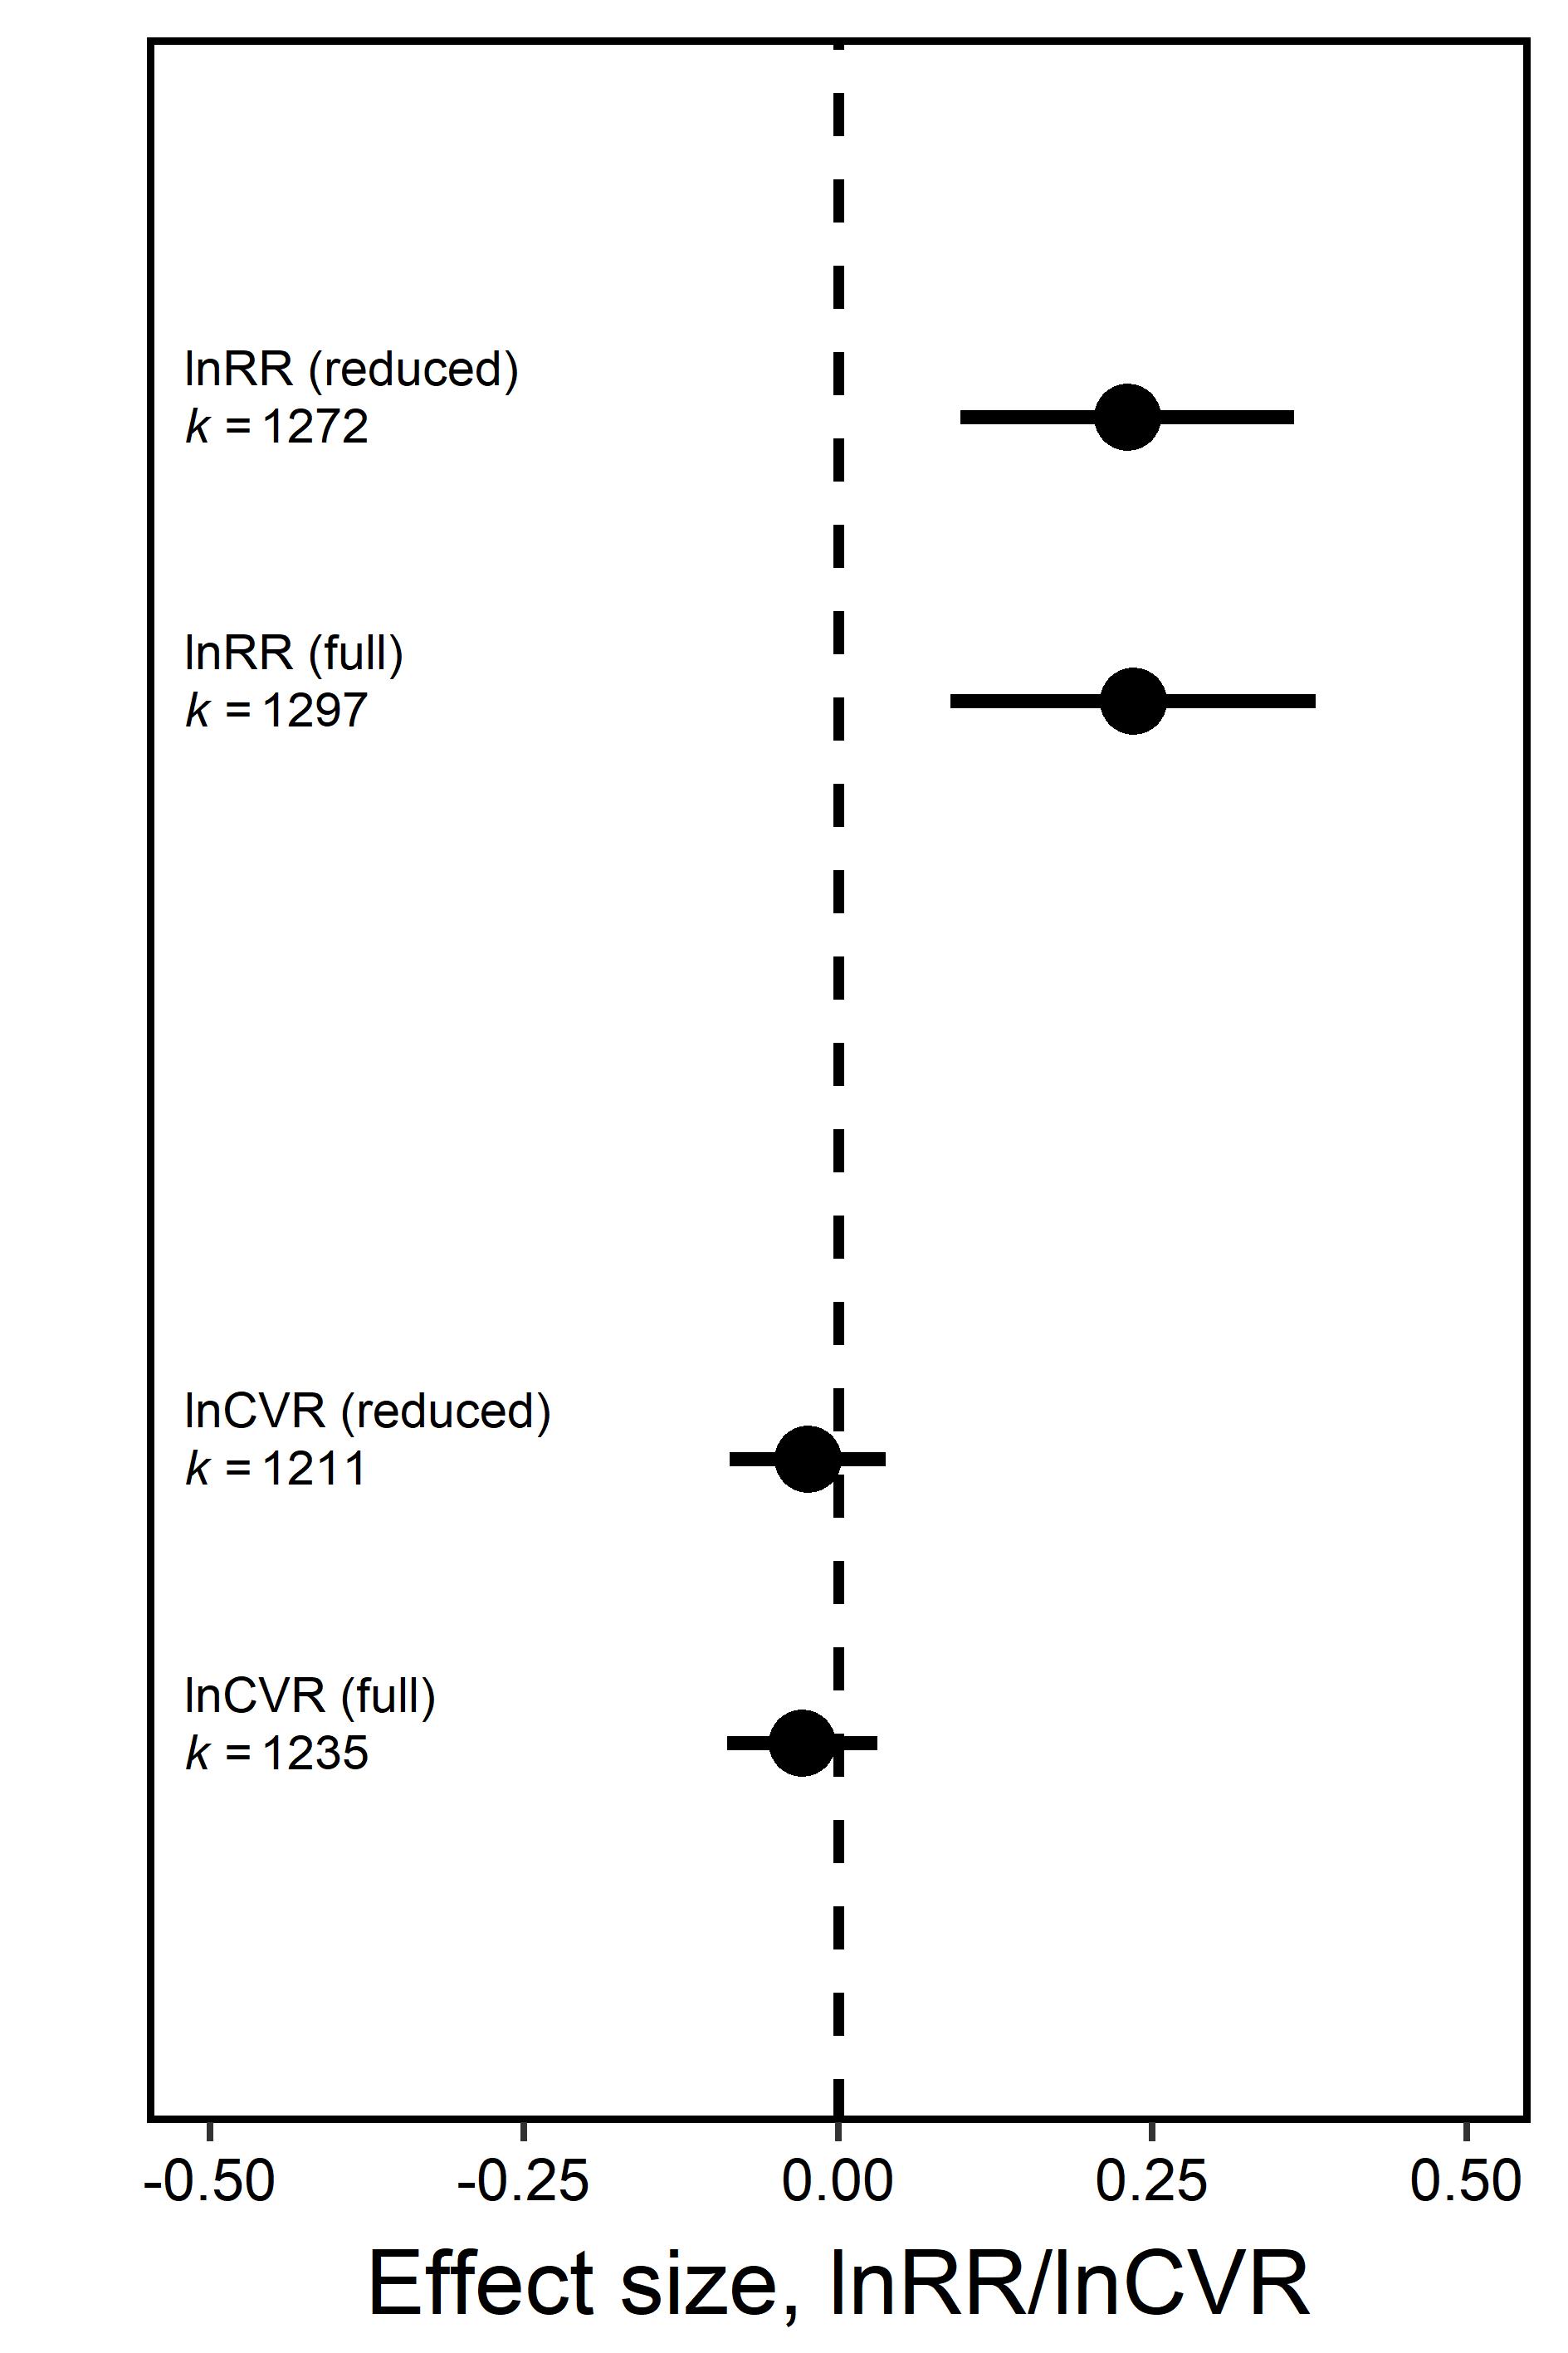 lnRR (reduced)
k = 1272
lnRR (full)
k = 1297
lnCVR (reduced)
k = 1211
lnCVR (full)
k = 1235
-0.50 -0.25 0.00 0.25 0.50
Effect size, lnRR/lnCVR